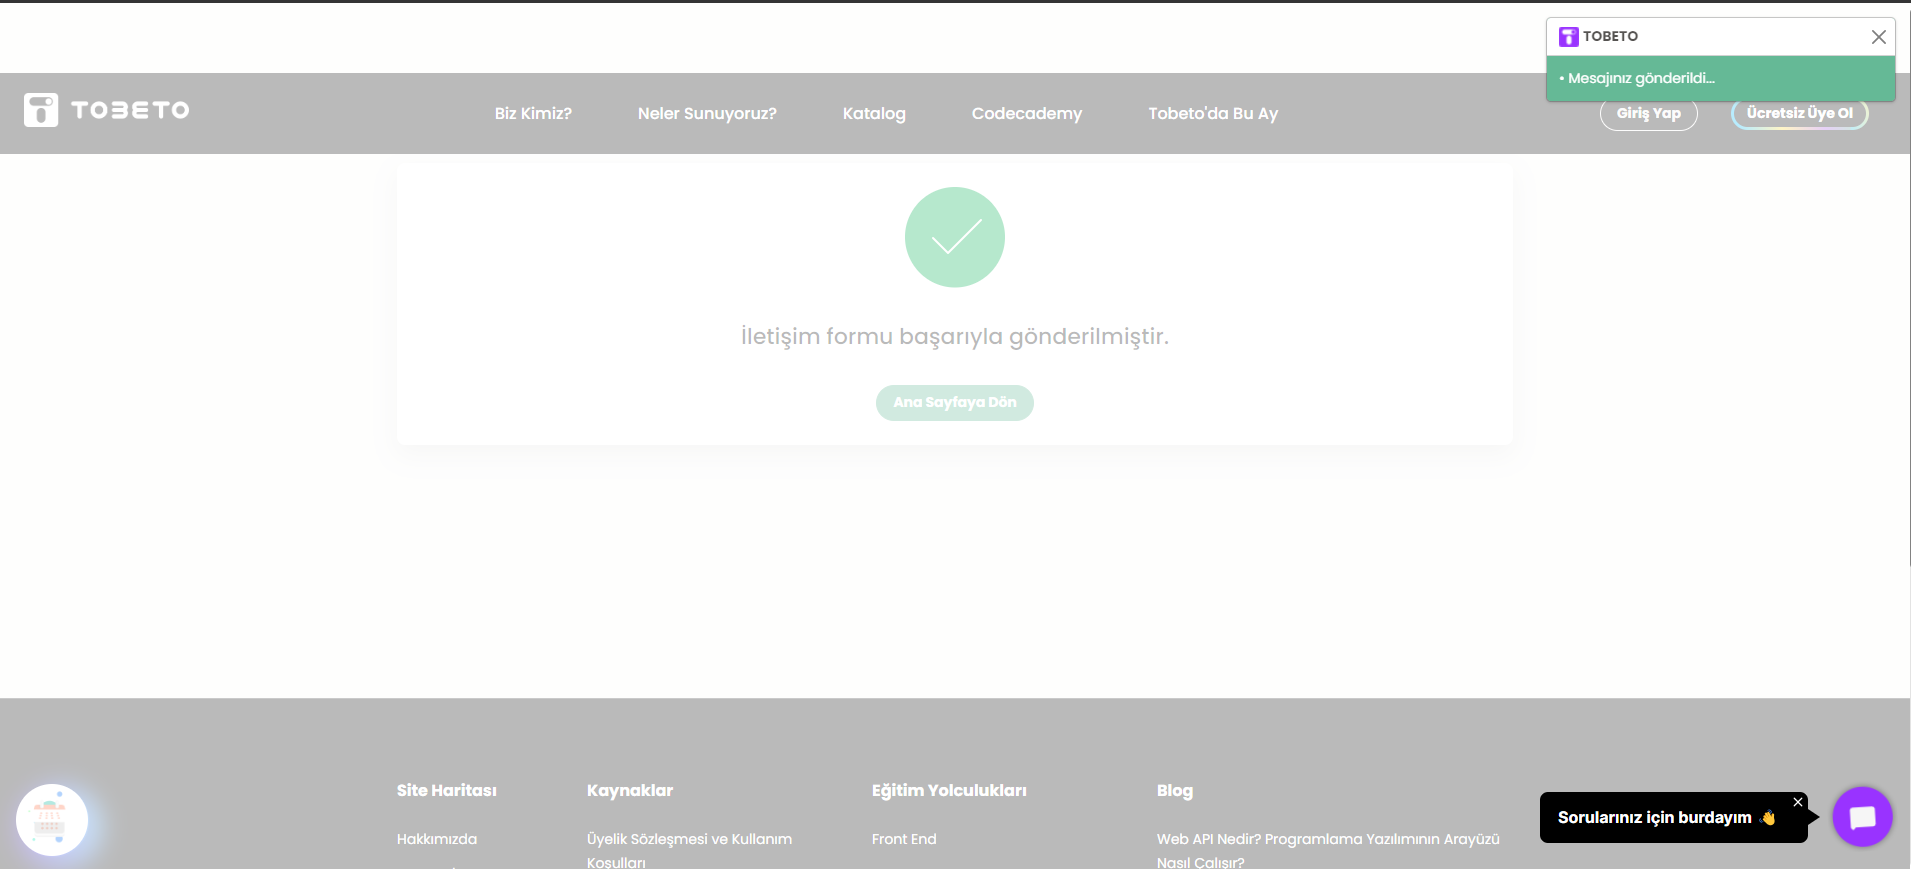 TOBETO
• Mesajınız gönderildi...
TOBETO
Biz Kimiz?
Neler Sunuyoruz?
Katalog
Codecademy
Tobeto'da Bu Ay
Giriş Yap
Ücretsiz Üye Ol
İletişim formu başarıyla gönderilmiştir.
Ana Sayfaya Dön
Site Haritası
Hakkımızda
Kaynaklar
Üyelik Sözleşmesi ve Kullanım
Koşulları
Eğitim Yolculukları
Front End
Blog
Web API Nedir? Programlama Yazılımının Arayüzü
Nasıl Çalışır?
Sorularınız için burdayım 👋